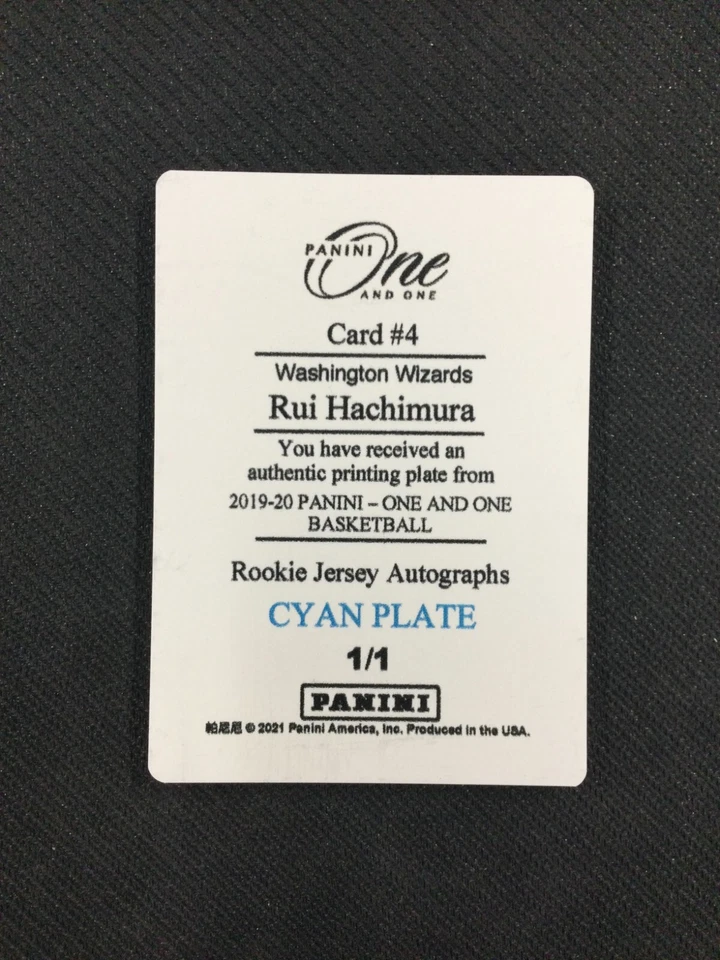 PANINI
One
AND ONE
Card #4
Washington Wizards
Rui Hachimura
You have received an
authentic printing plate from
2019-20 PANINI – ONE AND ONE
BASKETBALL
Rookie Jersey Autographs
CYAN PLATE
1/1
PANINI
帕尼尼 © 2021 Panini America, Inc. Produced in the USA.